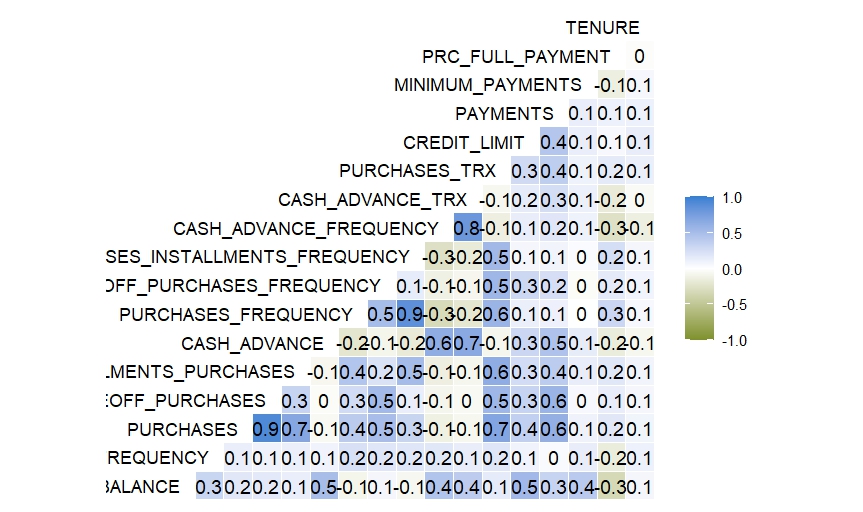 TENURE
PRC_FULL_PAYMENT 0
MINIMUM_PAYMENTS -0.1 0.1
PAYMENTS 0.1 0.1 0.1
CREDIT_LIMIT 0.4 0.1 0.1 0.1
PURCHASES_TRX 0.3 0.4 0.1 0.2 0.1
CASH_ADVANCE_TRX -0.1 0.2 0.3 0.1 -0.2 0
CASH_ADVANCE_FREQUENCY 0.8 -0.1 0.1 0.2 0.1 -0.3 -0.1
SES_INSTALLMENTS_FREQUENCY -0.3 -0.2 0.5 0.1 0.1 0 0.2 0.1
OFF_PURCHASES_FREQUENCY 0.1 -0.1 -0.1 0.5 0.3 0.2 0 0.2 0.1
PURCHASES_FREQUENCY 0.5 0.9 -0.3 -0.2 0.6 0.1 0.1 0 0.3 0.1
CASH_ADVANCE -0.2 -0.1 -0.2 0.6 0.7 -0.1 0.3 0.5 0.1 -0.2 -0.1
LMENTS_PURCHASES -0.1 0.4 0.2 0.5 -0.1 -0.1 0.6 0.3 0.4 0.1 0.2 0.1
EOFF_PURCHASES 0.3 0 0.3 0.5 0.1 -0.1 0 0.5 0.3 0.6 0 0.1 0.1
PURCHASES 0.9 0.7 -0.1 0.4 0.5 0.3 -0.1 -0.1 0.7 0.4 0.6 0.1 0.2 0.1
REQUENCY 0.1 0.1 0.1 0.1 0.2 0.2 0.2 0.2 0.1 0.2 0.1 0 0.1 -0.2 0.1
BALANCE 0.3 0.2 0.2 0.1 0.5 -0.1 0.1 -0.1 0.4 0.4 0.1 0.5 0.3 0.4 -0.3 0.1
1.0
0.5
0.0
-0.5
-1.0